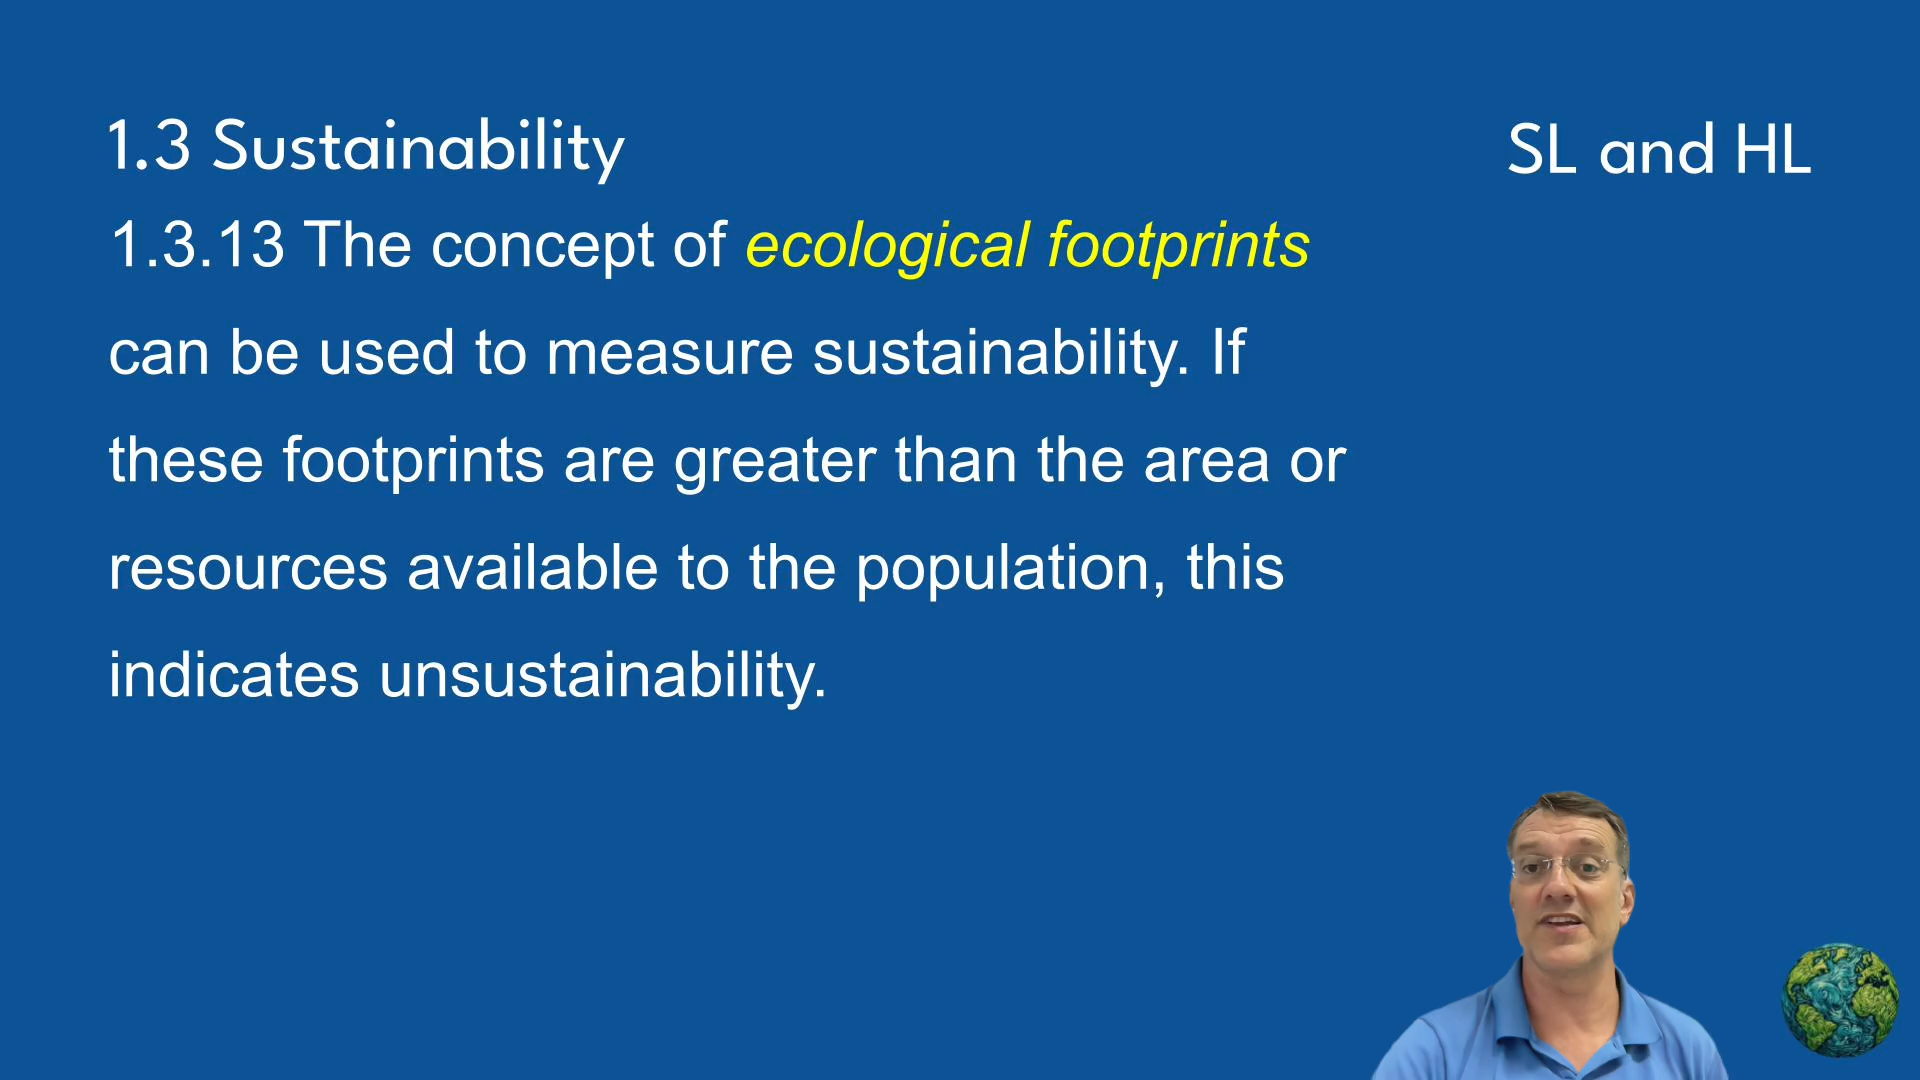 1.3 Sustainability
SL and HL
1.3.13 The concept of ecological footprints
can be used to measure sustainability. If
these footprints are greater than the area or
resources available to the population, this
indicates unsustainability.